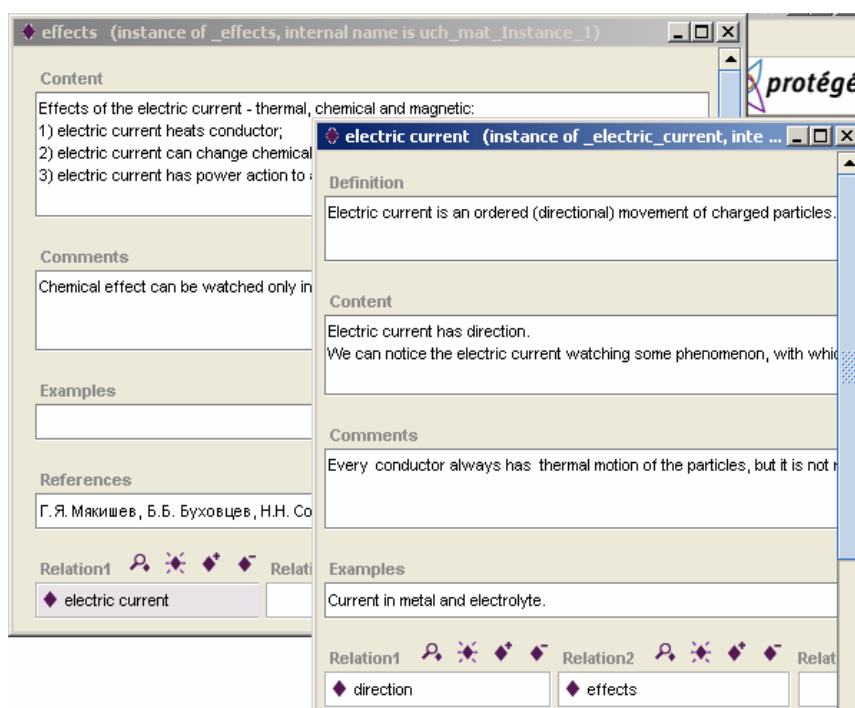 effects (instance of _effects, internal name is uch_mat_Instance_1)
Content
Effects of the electric current - thermal, chemical and magnetic:
1) electric current heats conductor;
2) electric current can change chemical
3) electric current has power action to
Comments
Chemical effect can be watched only in
Examples
References
Г.Я. Мякишев, Б.Б. Буховцев, Н.Н. Со
Relation1 Relati
electric current
protégé
electric current (instance of _electric_current, inte ...
Definition
Electric current is an ordered (directional) movement of charged particles.
Content
Electric current has direction.
We can notice the electric current watching some phenomenon, with whic
Comments
Every conductor always has thermal motion of the particles, but it is not
Examples
Current in metal and electrolyte.
Relation1 Relation2 Relat
direction effects